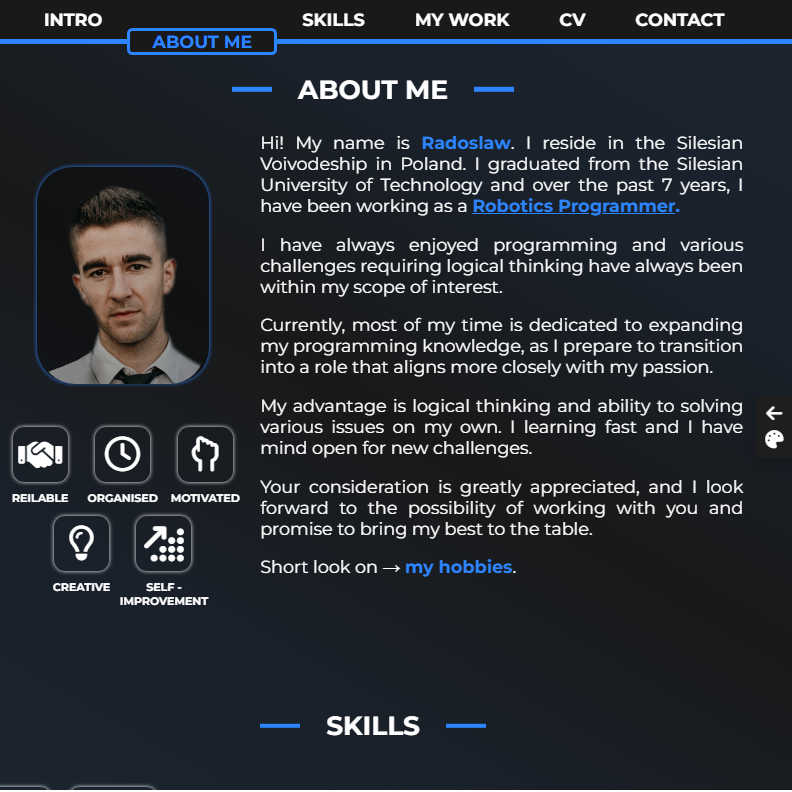 INTRO
ABOUT ME
SKILLS
MY WORK
CV
CONTACT
ABOUT ME
Hi! My name is Radoslaw. I reside in the Silesian
Voivodeship in Poland. I graduated from the Silesian
University of Technology and over the past 7 years, I
have been working as a Robotics Programmer.
I have always enjoyed programming and various
challenges requiring logical thinking have always been
within my scope of interest.
Currently, most of my time is dedicated to expanding
my programming knowledge, as I prepare to transition
into a role that aligns more closely with my passion.
My advantage is logical thinking and ability to solving
various issues on my own. I learning fast and I have
mind open for new challenges.
Your consideration is greatly appreciated, and I look
forward to the possibility of working with you and
promise to bring my best to the table.
Short look on → my hobbies.
REILABLE
ORGANISED
MOTIVATED
CREATIVE
SELF -
IMPROVEMENT
SKILLS